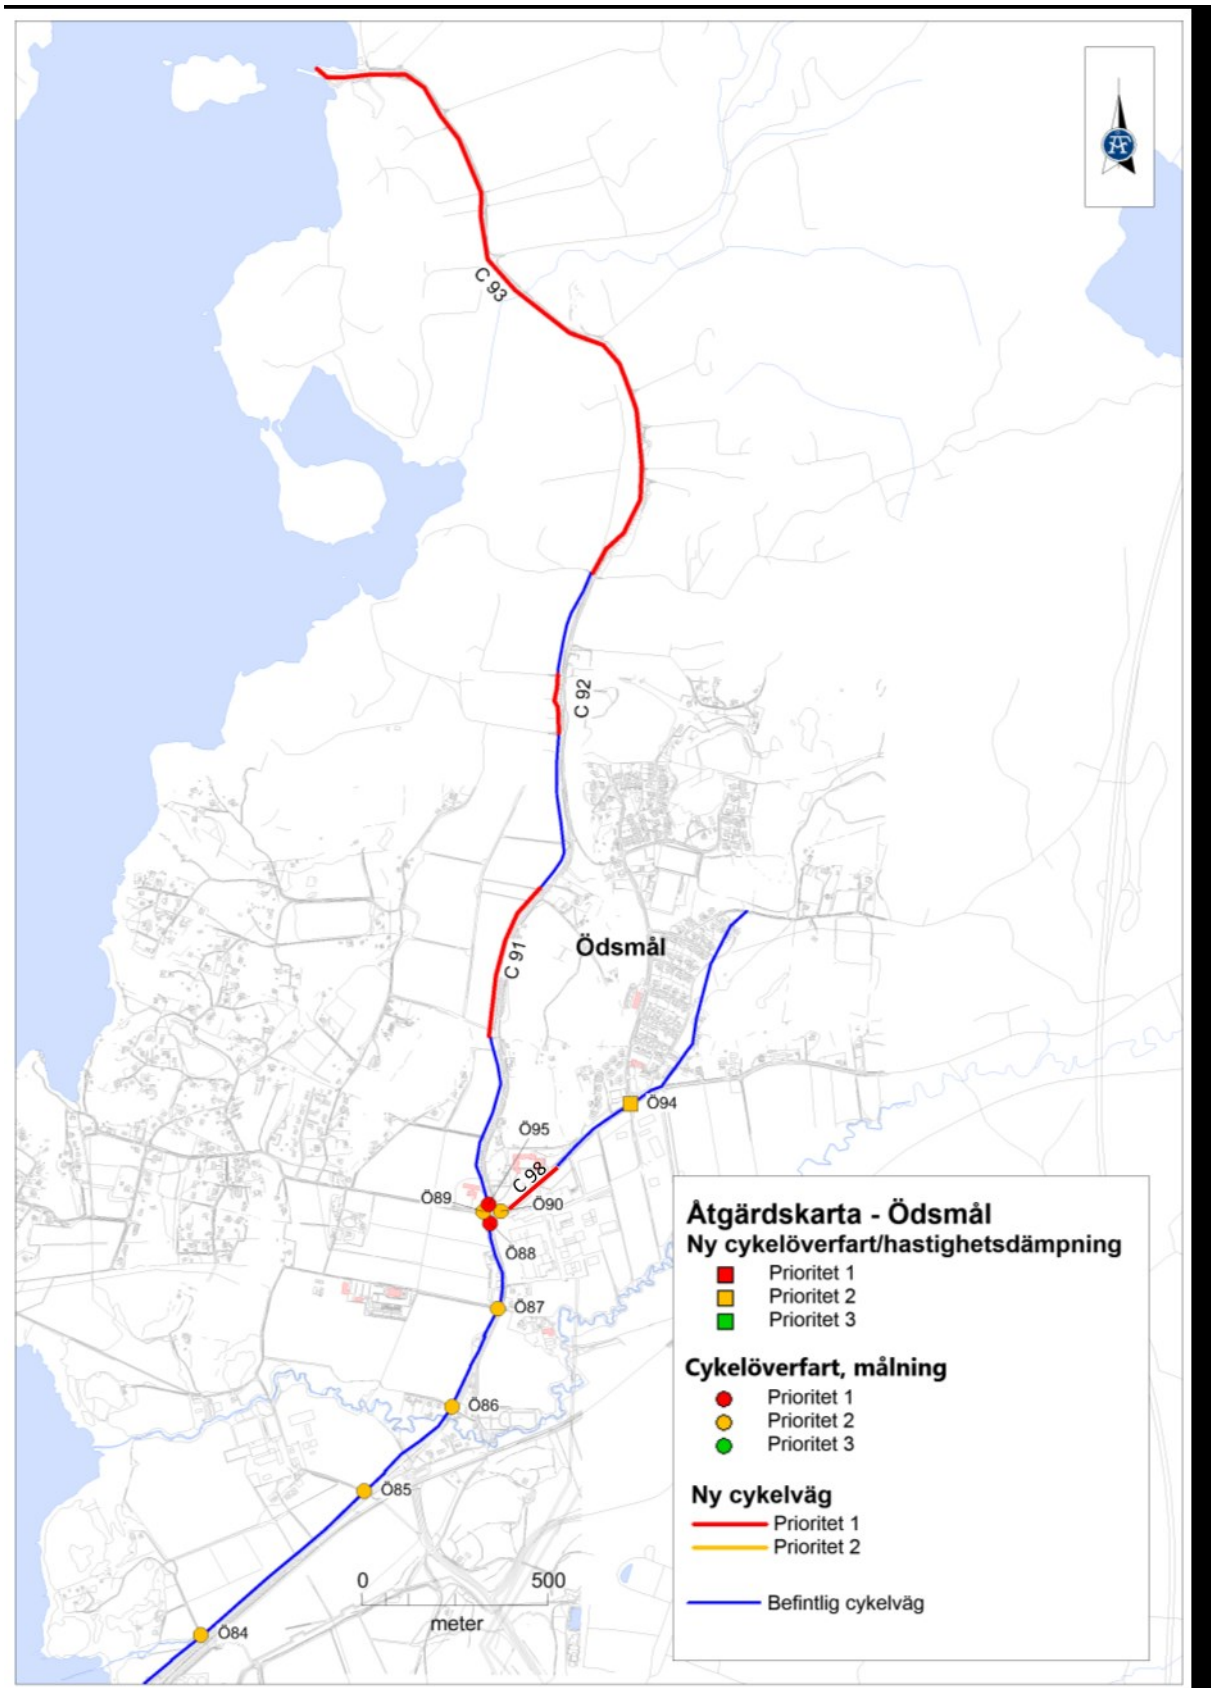 ÅF
C 93
C 92
C 91
Ödsmål
Ö94
Ö95
C 98
Ö89
Ö90
Ö88
Ö87
Ö86
Ö85
Ö84
0 500
meter
Åtgärdskarta - Ödsmål
Ny cykelöverfart/hastighetsdämpning
Prioritet 1
Prioritet 2
Prioritet 3
Cykelöverfart, målning
Prioritet 1
Prioritet 2
Prioritet 3
Ny cykelväg
Prioritet 1
Prioritet 2
Befintlig cykelväg